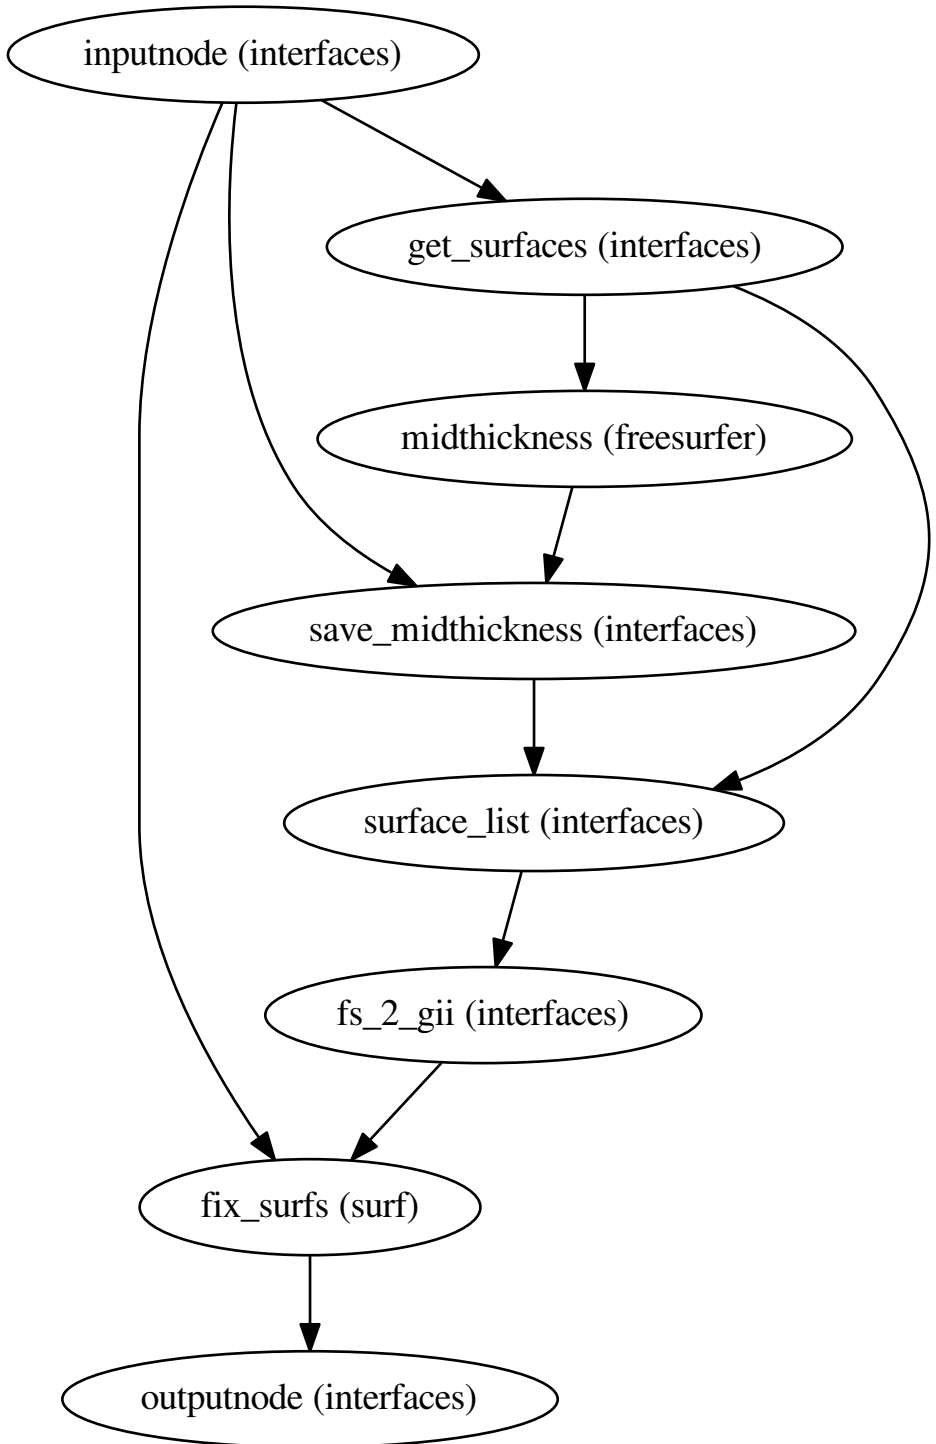 inputnode (interfaces)
get_surfaces (interfaces)
midthickness (freesurfer)
save_midthickness (interfaces)
surface_list (interfaces)
fs_2_gii (interfaces)
fix_surfs (surf)
outputnode (interfaces)